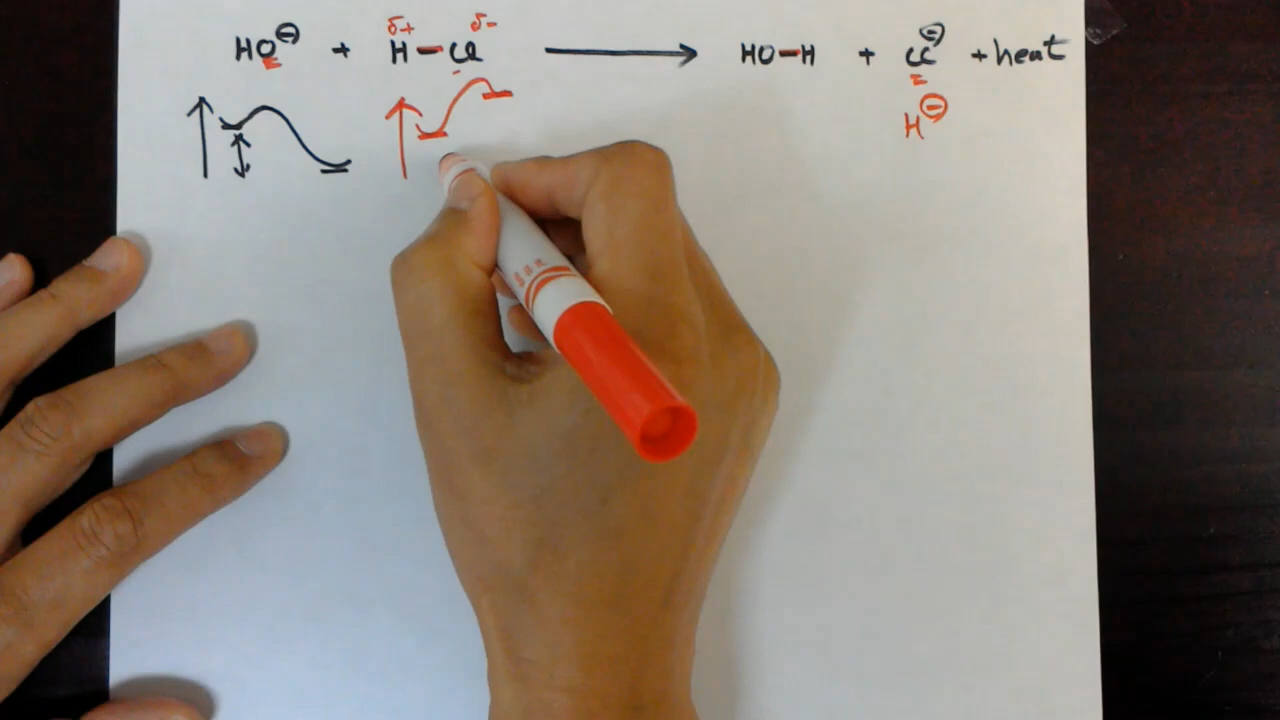 δ+ δ-
HO⊖ + H-Cl ⟶ HO-H + Cl⊖ + heat
H⊖